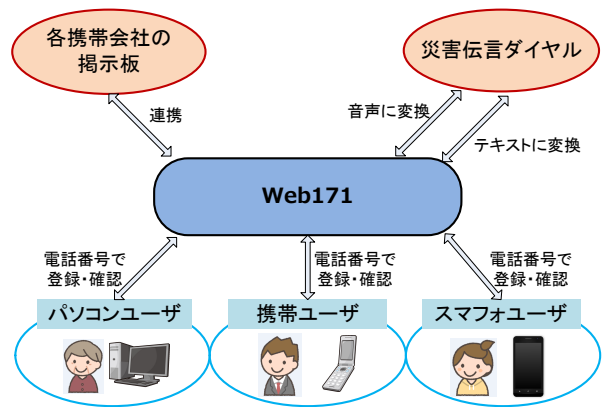 各携帯会社の
掲示板
災害伝言ダイヤル
連携
音声に変換
テキストに変換
Web171
電話番号で
登録・確認
電話番号で
登録・確認
電話番号で
登録・確認
パソコンユーザ
携帯ユーザ
スマフォユーザ